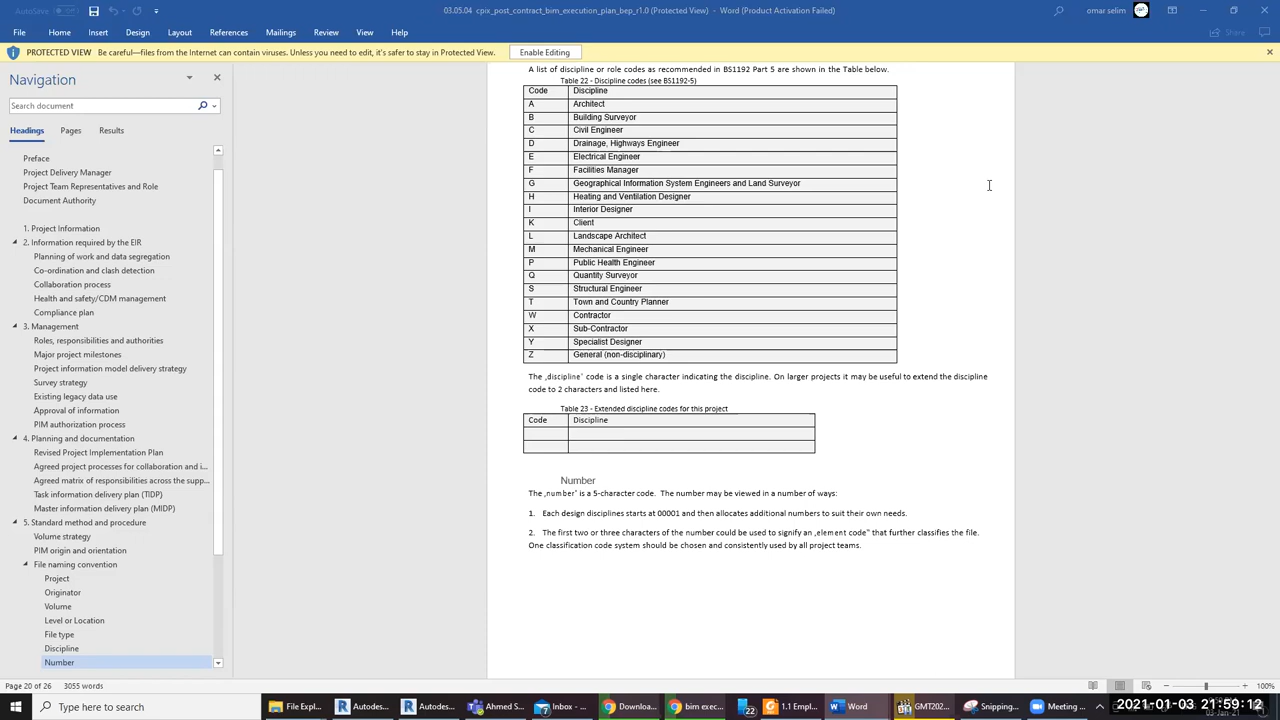 AutoSave
03.05.04 cpix_post_contract_bim_execution_plan_bep_r1.0 (Protected View) - Word (Product Activation Failed)
omar selim
File Home Insert Design Layout References Mailings Review View Help
Share
PROTECTED VIEW Be careful—files from the Internet can contain viruses. Unless you need to edit, it's safer to stay in Protected View. Enable Editing
Navigation
Search document
Headings Pages Results
Preface
Project Delivery Manager
Project Team Representatives and Role
Document Authority
1. Project Information
2. Information required by the EIR
Planning of work and data segregation
Co-ordination and clash detection
Collaboration process
Health and safety/CDM management
Compliance plan
3. Management
Roles, responsibilities and authorities
Major project milestones
Project information model delivery strategy
Survey strategy
Existing legacy data use
Approval of information
PIM authorization process
4. Planning and documentation
Revised Project Implementation Plan
Agreed project processes for collaboration and i...
Agreed matrix of responsibilities across the supp...
Task information delivery plan (TIDP)
Master information delivery plan (MIDP)
5. Standard method and procedure
Volume strategy
PIM origin and orientation
File naming convention
Project
Originator
Volume
Level or Location
File type
Discipline
Number
A list of discipline or role codes as recommended in BS1192 Part 5 are shown in the Table below.
Table 22 - Discipline codes (see BS1192-5)
Code Discipline
A Architect
B Building Surveyor
C Civil Engineer
D Drainage, Highways Engineer
E Electrical Engineer
F Facilities Manager
G Geographical Information System Engineers and Land Surveyor
H Heating and Ventilation Designer
I Interior Designer
K Client
L Landscape Architect
M Mechanical Engineer
P Public Health Engineer
Q Quantity Surveyor
S Structural Engineer
T Town and Country Planner
W Contractor
X Sub-Contractor
Y Specialist Designer
Z General (non-disciplinary)
The „discipline‟ code is a single character indicating the discipline. On larger projects it may be useful to extend the discipline
code to 2 characters and listed here.
Table 23 - Extended discipline codes for this project
Code Discipline
Number
The „number‟ is a 5-character code. The number may be viewed in a number of ways:
1. Each design disciplines starts at 00001 and then allocates additional numbers to suit their own needs.
2. The first two or three characters of the number could be used to signify an „element code‟ that further classifies the file.
One classification code system should be chosen and consistently used by all project teams.
Page 20 of 26 3055 words
100%
Type here to search
File Expl... Autodes... Autodes... Ahmed S... Inbox - ... Downloa... bim exec... 22 1.1 Empl... Word GMT202... Snipping... Meeting ...
2021-01-03 21:59:12